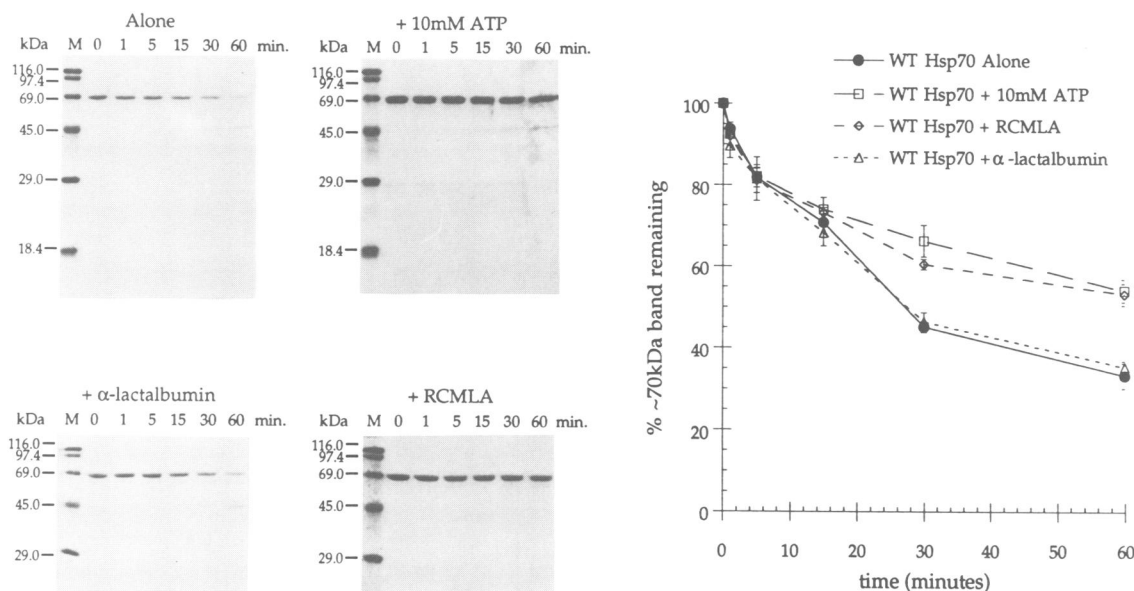 Alone
kDa M 0 1 5 15 30 60 min.
116.0
97.4
69.0
45.0
29.0
18.4
+ 10mM ATP
kDa M 0 1 5 15 30 60 min.
116.0
97.4
69.0
45.0
29.0
18.4
+ α-lactalbumin
kDa M 0 1 5 15 30 60 min.
116.0
97.4
69.0
45.0
29.0
+ RCMLA
kDa M 0 1 5 15 30 60 min.
116.0
97.4
69.0
45.0
29.0
WT Hsp70 Alone
WT Hsp70 + 10mM ATP
WT Hsp70 + RCMLA
WT Hsp70 + α -lactalbumin
% ~70kDa band remaining
100
80
60
40
20
0
0 10 20 30 40 50 60
time (minutes)